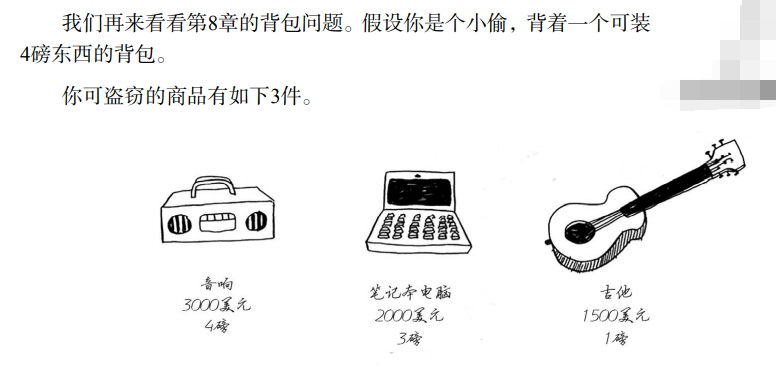 我们再来看看第8章的背包问题。假设你是个小偷，背着一个可装
4磅东西的背包。
你可盗窃的商品有如下3件。
音响
3000美元
4磅
笔记本电脑
2000美元
3磅
吉他
1500美元
1磅